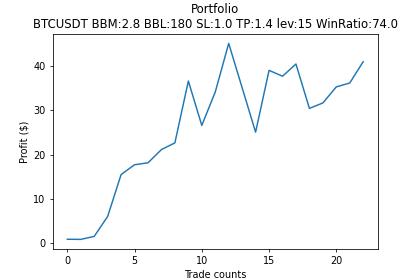 Portfolio
BTCUSDT BBM:2.8 BBL:180 SL:1.0 TP:1.4 lev:15 WinRatio:74.0
40
30
20
10
0
Profit ($)
0 5 10 15 20
Trade counts